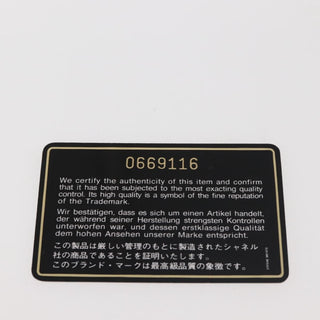 0669116
We certify the authenticity of this item and confirm
that it has been subjected to the most exacting quality
control. Its high quality is a symbol of the fine reputation
of the Trademark.
Wir bestätigen, dass es sich um einen Artikel handelt,
der während seiner Herstellung strengsten Kontrollen
unterworfen war, und dessen erstklassige Qualität
dem hohen Ansehen unserer Marke entspricht.
この製品は厳しい管理のもとに製造されたシャネル
社の商品であることを証明いたします。
このブランド・マークは最高級品質の象徴です。